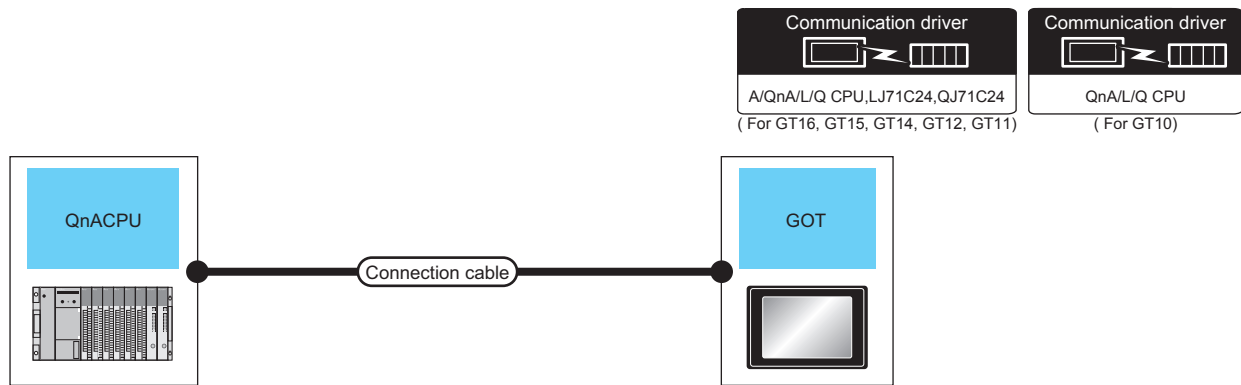 Communication driver
A/QnA/L/Q CPU,LJ71C24,QJ71C24
( For GT16, GT15, GT14, GT12, GT11)
Communication driver
QnA/L/Q CPU
( For GT10)
QnACPU
Connection cable
GOT